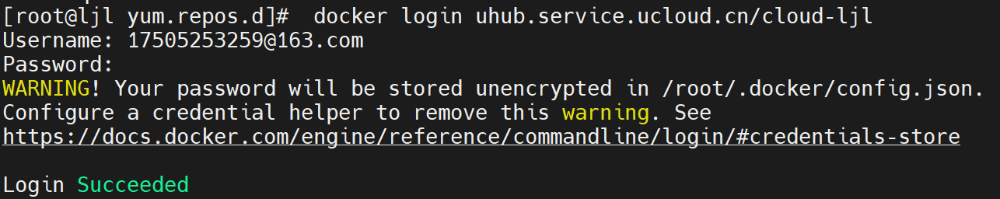 [root@ljl yum.repos.d]#  docker login uhub.service.ucloud.cn/cloud-ljl
Username: 17505253259@163.com
Password:
WARNING! Your password will be stored unencrypted in /root/.docker/config.json.
Configure a credential helper to remove this warning. See
https://docs.docker.com/engine/reference/commandline/login/#credentials-store

Login Succeeded